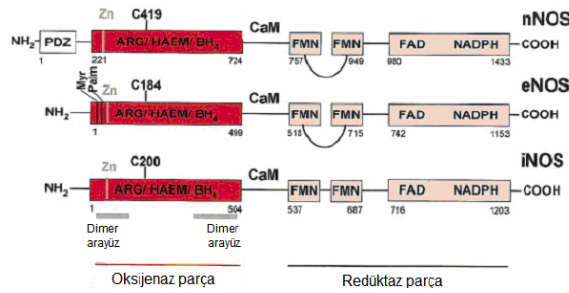 Zn C419 nNOS
NH₂ PDZ ARG/ HAEM/ BH₄ CaM FMN FMN FAD NADPH COOH
1 221 724 757 949 980 1433
Myr Palm Zn C184 eNOS
NH₂ ARG/ HAEM/ BH₄ CaM FMN FMN FAD NADPH COOH
1 499 518 715 742 1153
Zn C200 iNOS
NH₂ ARG/ HAEM/ BH₄ CaM FMN FMN FAD NADPH COOH
1 504 537 687 716 1203
Dimer Dimer
arayüz arayüz
Oksijenaz parça Redüktaz parça